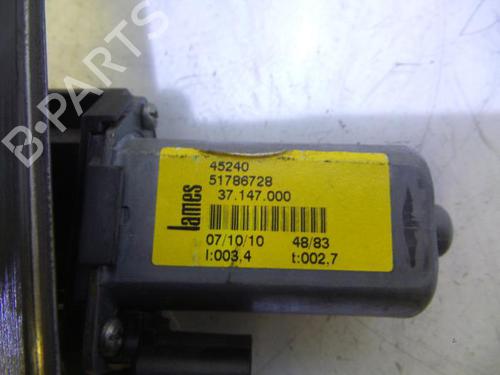 B-PARTS
lames
45240
51786728
37.147.000
07/10/10 48/83
I:003,4 t:002,7